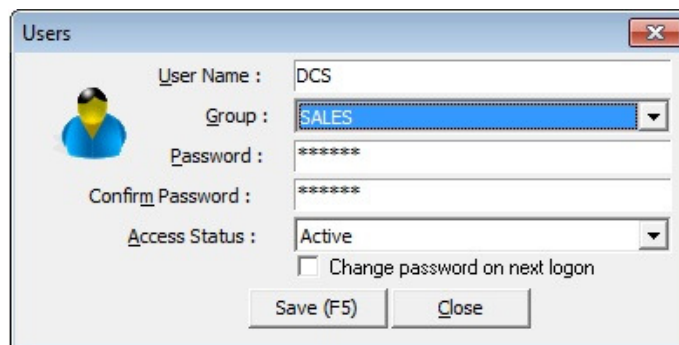 Users
User Name : DCS
Group : SALES
Password : ******
Confirm Password : ******
Access Status : Active
Change password on next logon
Save (F5) Close